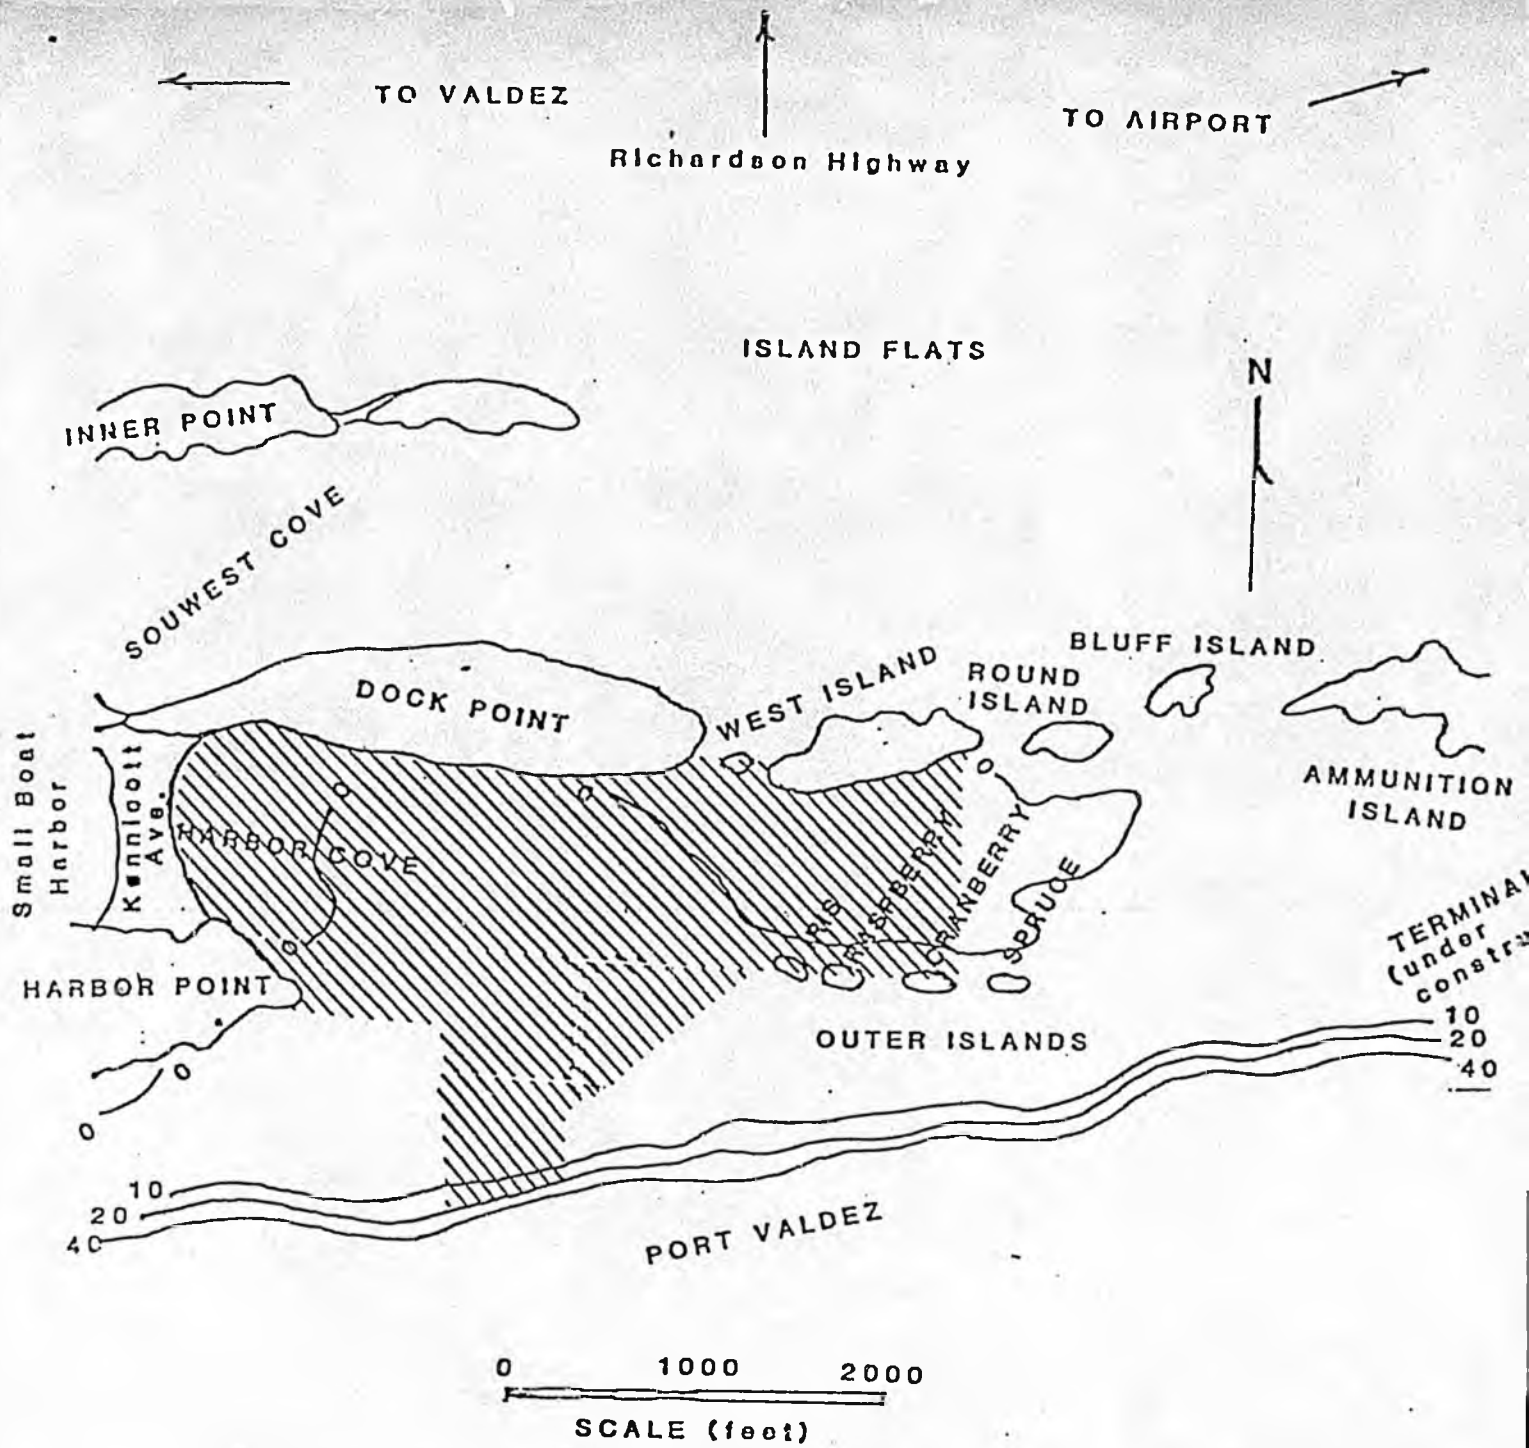 TO VALDEZ
TO AIRPORT
Richardson Highway
ISLAND FLATS
N
INNER POINT
SOUWEST COVE
BLUFF ISLAND
WEST ISLAND
ROUND
ISLAND
DOCK POINT
Small Boat
Harbor
Kennicott
Ave.
AMMUNITION
ISLAND
0
0
0
HARBOR COVE
RASPBERRY
CRANBERRY
SPRUCE
TERMINAL
(under
0
HARBOR POINT
OUTER ISLANDS
10
20
40
0
0
10
20
40
PORT VALDEZ
0 1000 2000
SCALE (feet)